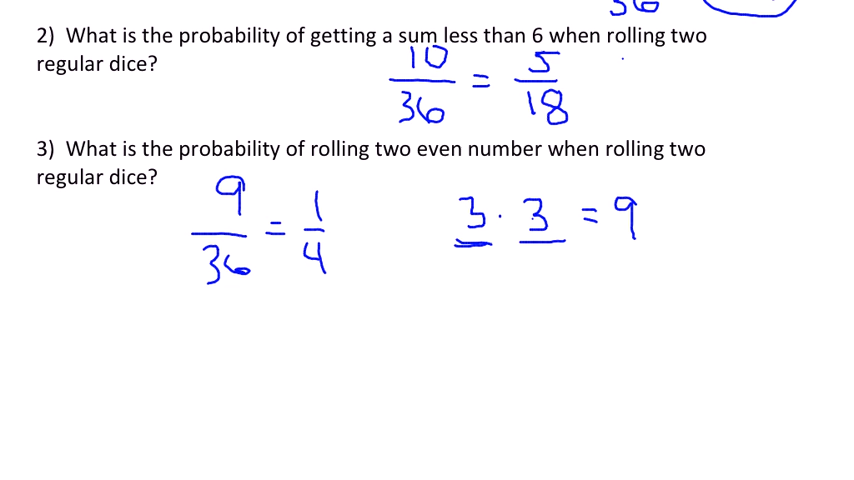 36
2) What is the probability of getting a sum less than 6 when rolling two
regular dice?
10/36 = 5/18
3) What is the probability of rolling two even number when rolling two
regular dice?
9/36 = 1/4
3 · 3 = 9